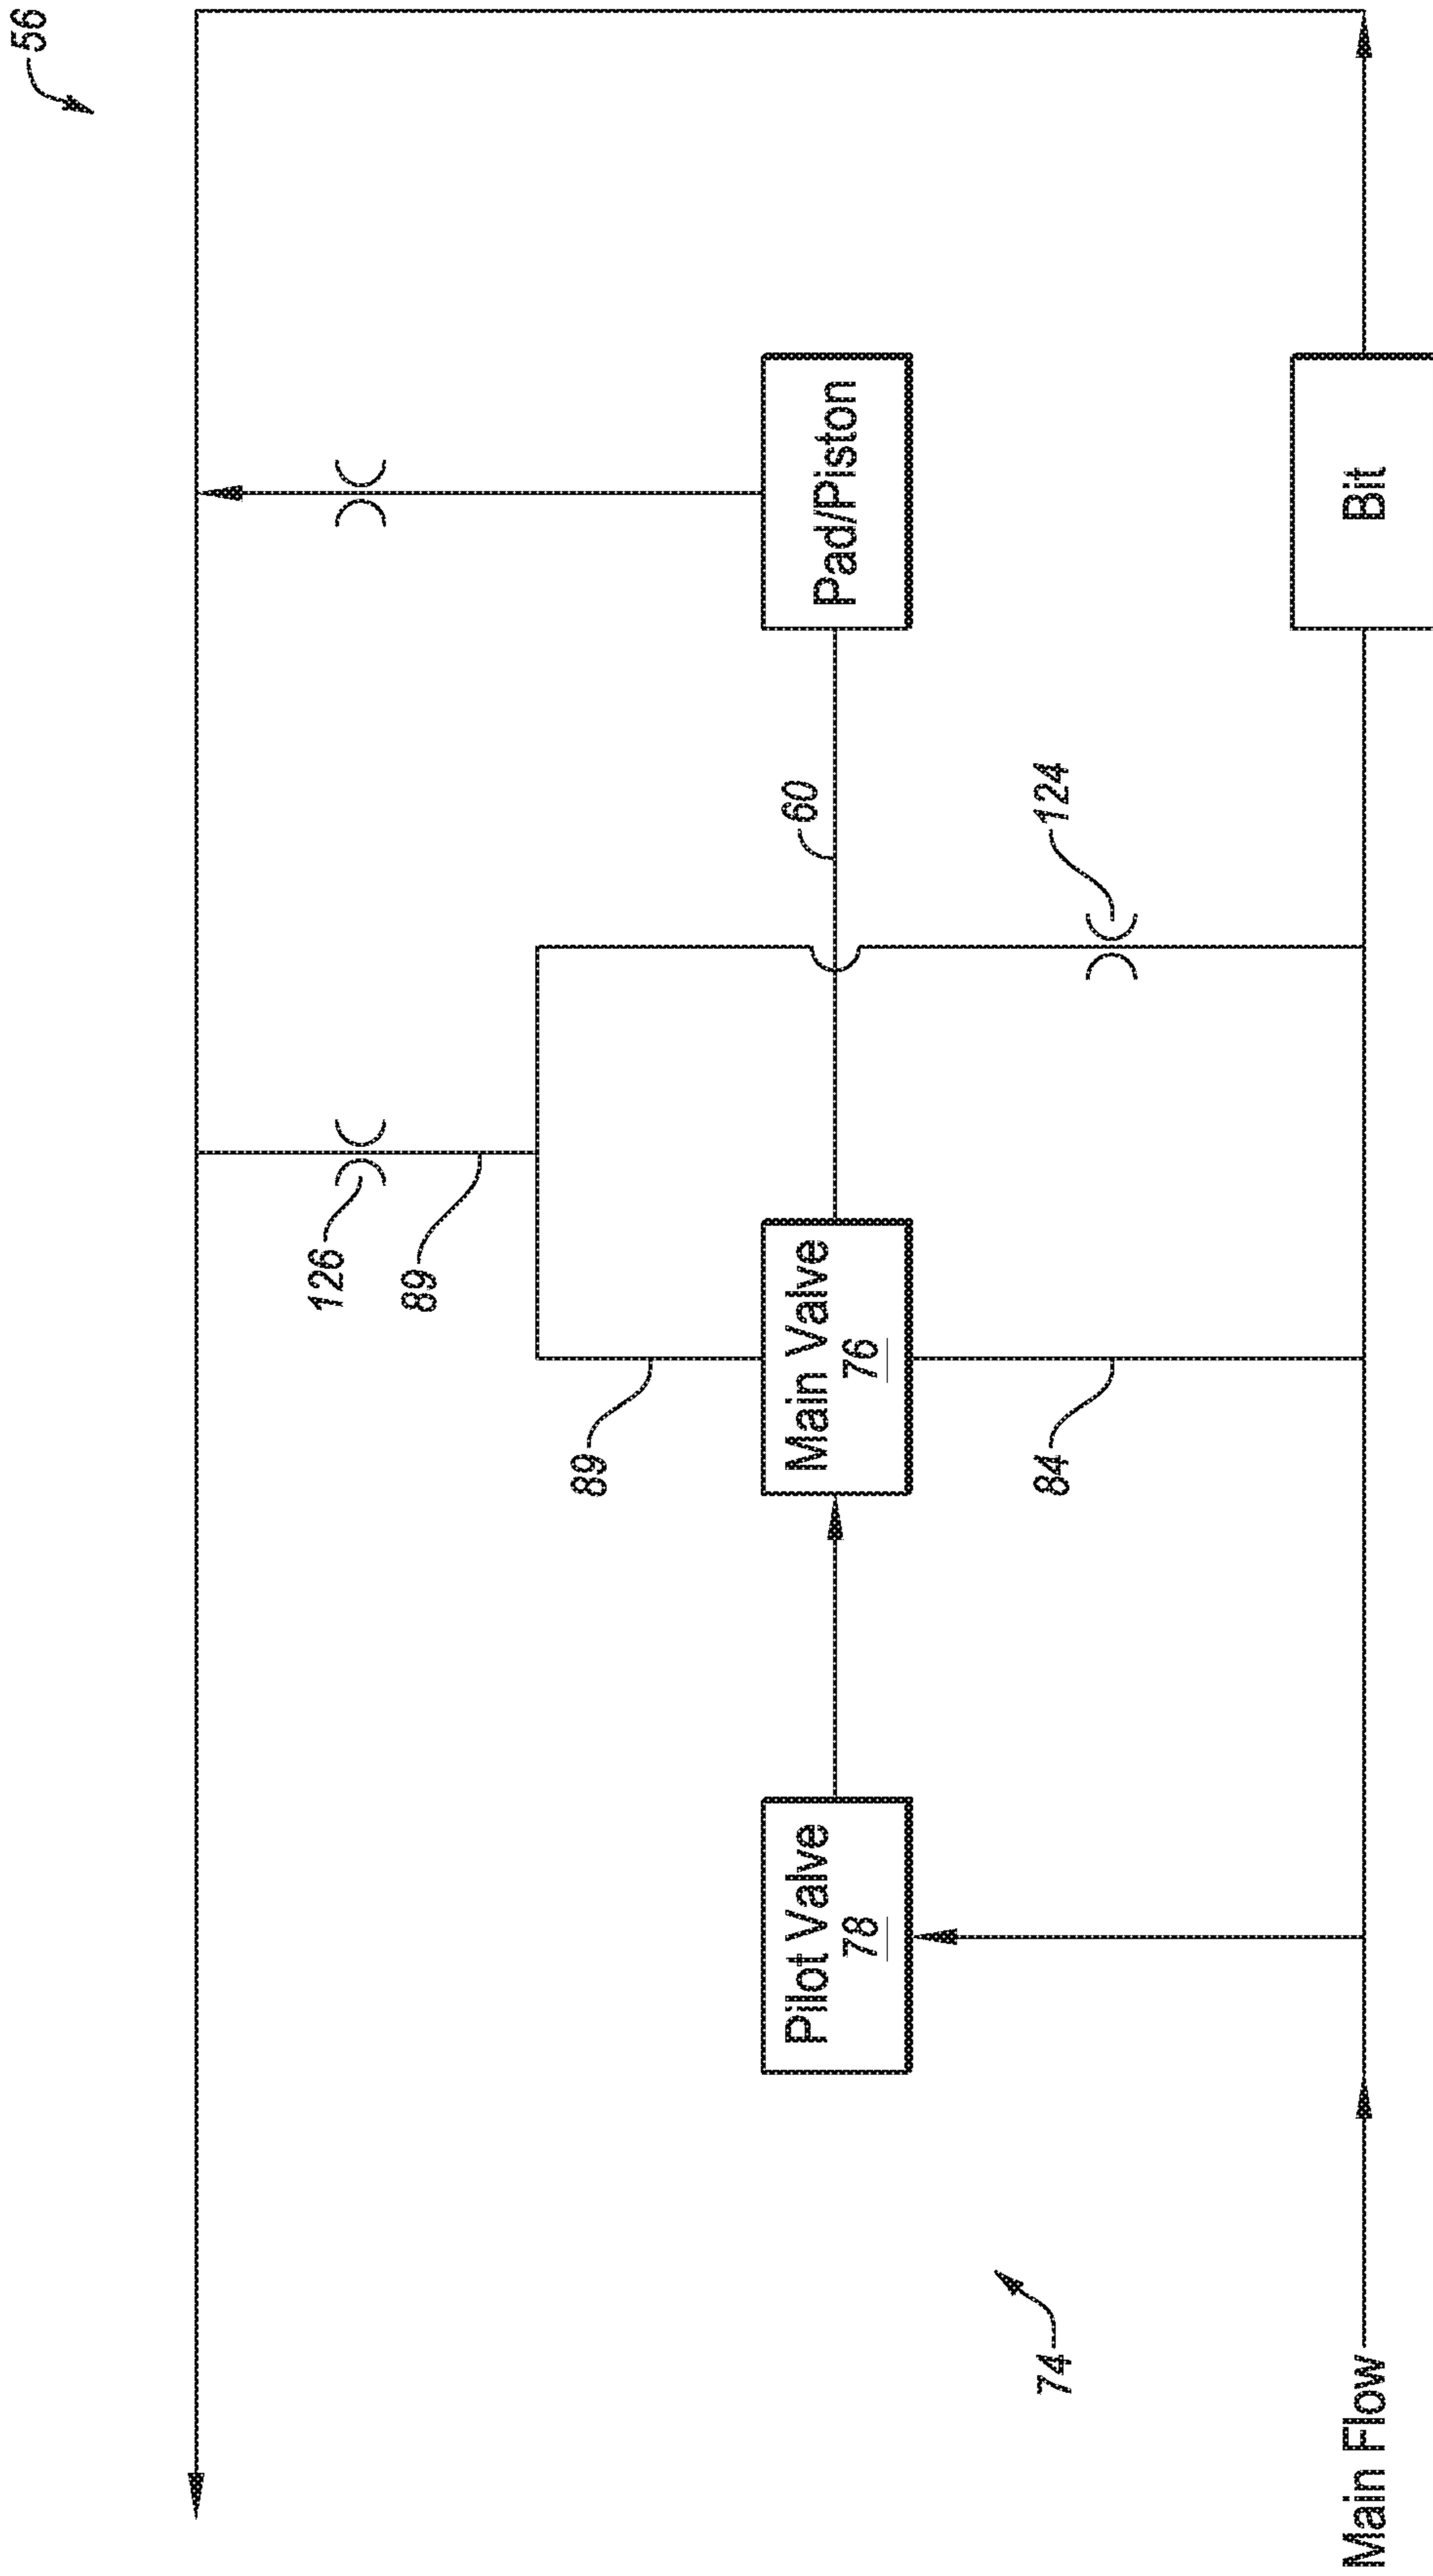 56
126
89
89
Pad/Piston
60
Main Valve
76
Pilot Valve
78
124
84
74
Bit
Main Flow